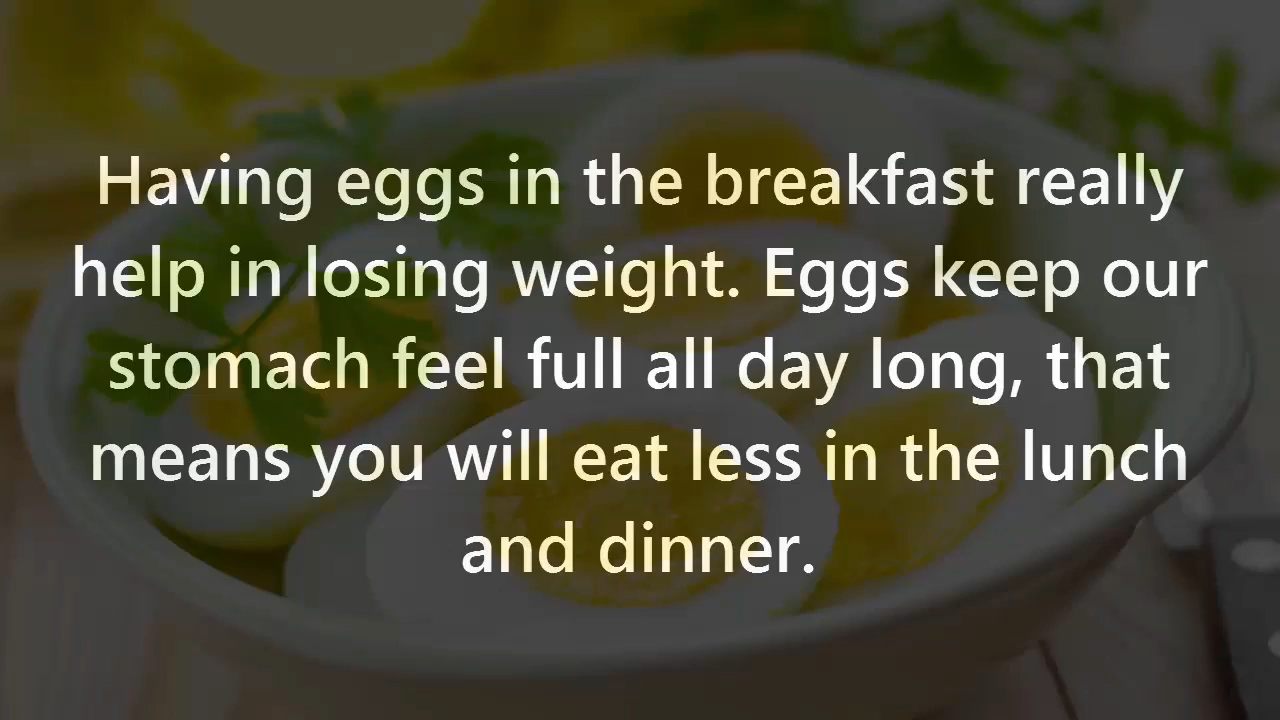 Having eggs in the breakfast really
help in losing weight. Eggs keep our
stomach feel full all day long, that
means you will eat less in the lunch
and dinner.